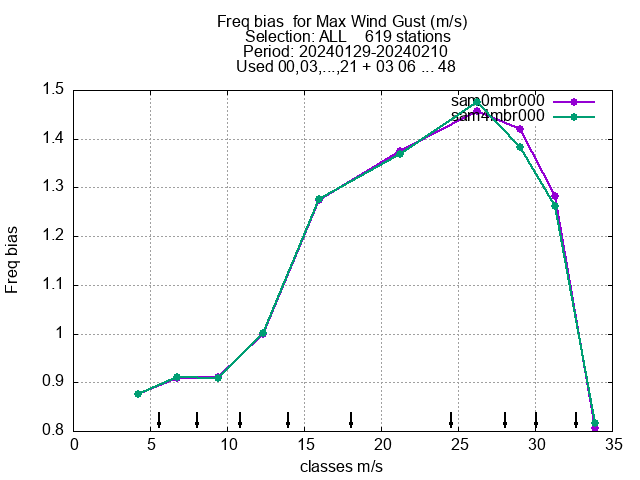 Freq bias  for Max Wind Gust (m/s)
Selection: ALL    619 stations
Period: 20240129-20240210
Used 00,03,...,21 + 03 06 ... 48
sam0mbr000
sam4mbr000
1.5
1.4
1.3
1.2
1.1
1
0.9
0.8
Freq bias
0 5 10 15 20 25 30 35
classes m/s